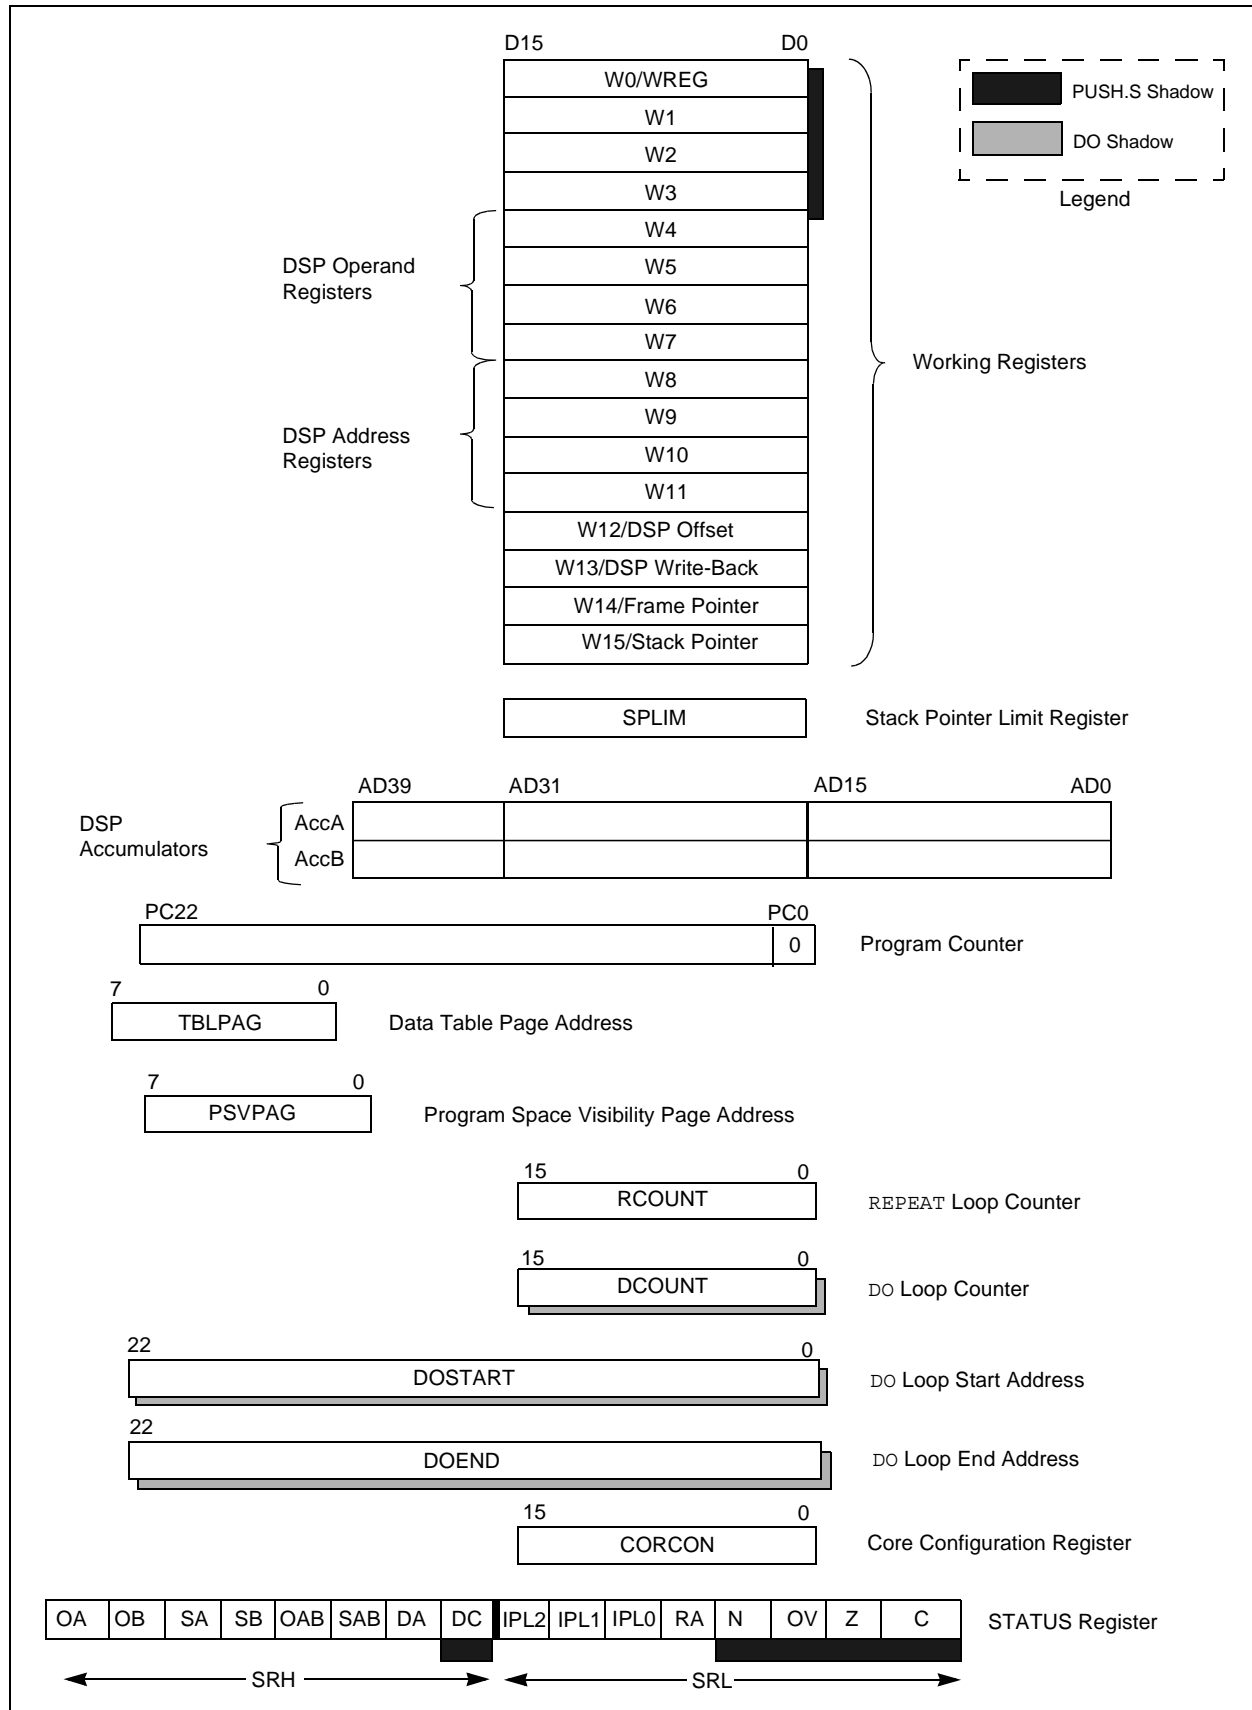 D15 D0
W0/WREG
W1
W2
W3
W4
W5
W6
W7
W8
W9
W10
W11
W12/DSP Offset
W13/DSP Write-Back
W14/Frame Pointer
W15/Stack Pointer
PUSH.S Shadow
DO Shadow
Legend
DSP Operand
Registers
DSP Address
Registers
Working Registers
SPLIM
Stack Pointer Limit Register
AD39 AD31 AD15 AD0
DSP
Accumulators
AccA
AccB
PC22 PC0
0
Program Counter
7 0
TBLPAG
Data Table Page Address
7 0
PSVPAG
Program Space Visibility Page Address
15 0
RCOUNT
REPEAT Loop Counter
15 0
DCOUNT
DO Loop Counter
22 0
DOSTART
DO Loop Start Address
22
DOEND
DO Loop End Address
15 0
CORCON
Core Configuration Register
OA OB SA SB OAB SAB DA DC IPL2 IPL1 IPL0 RA N OV Z C
STATUS Register
SRH SRL